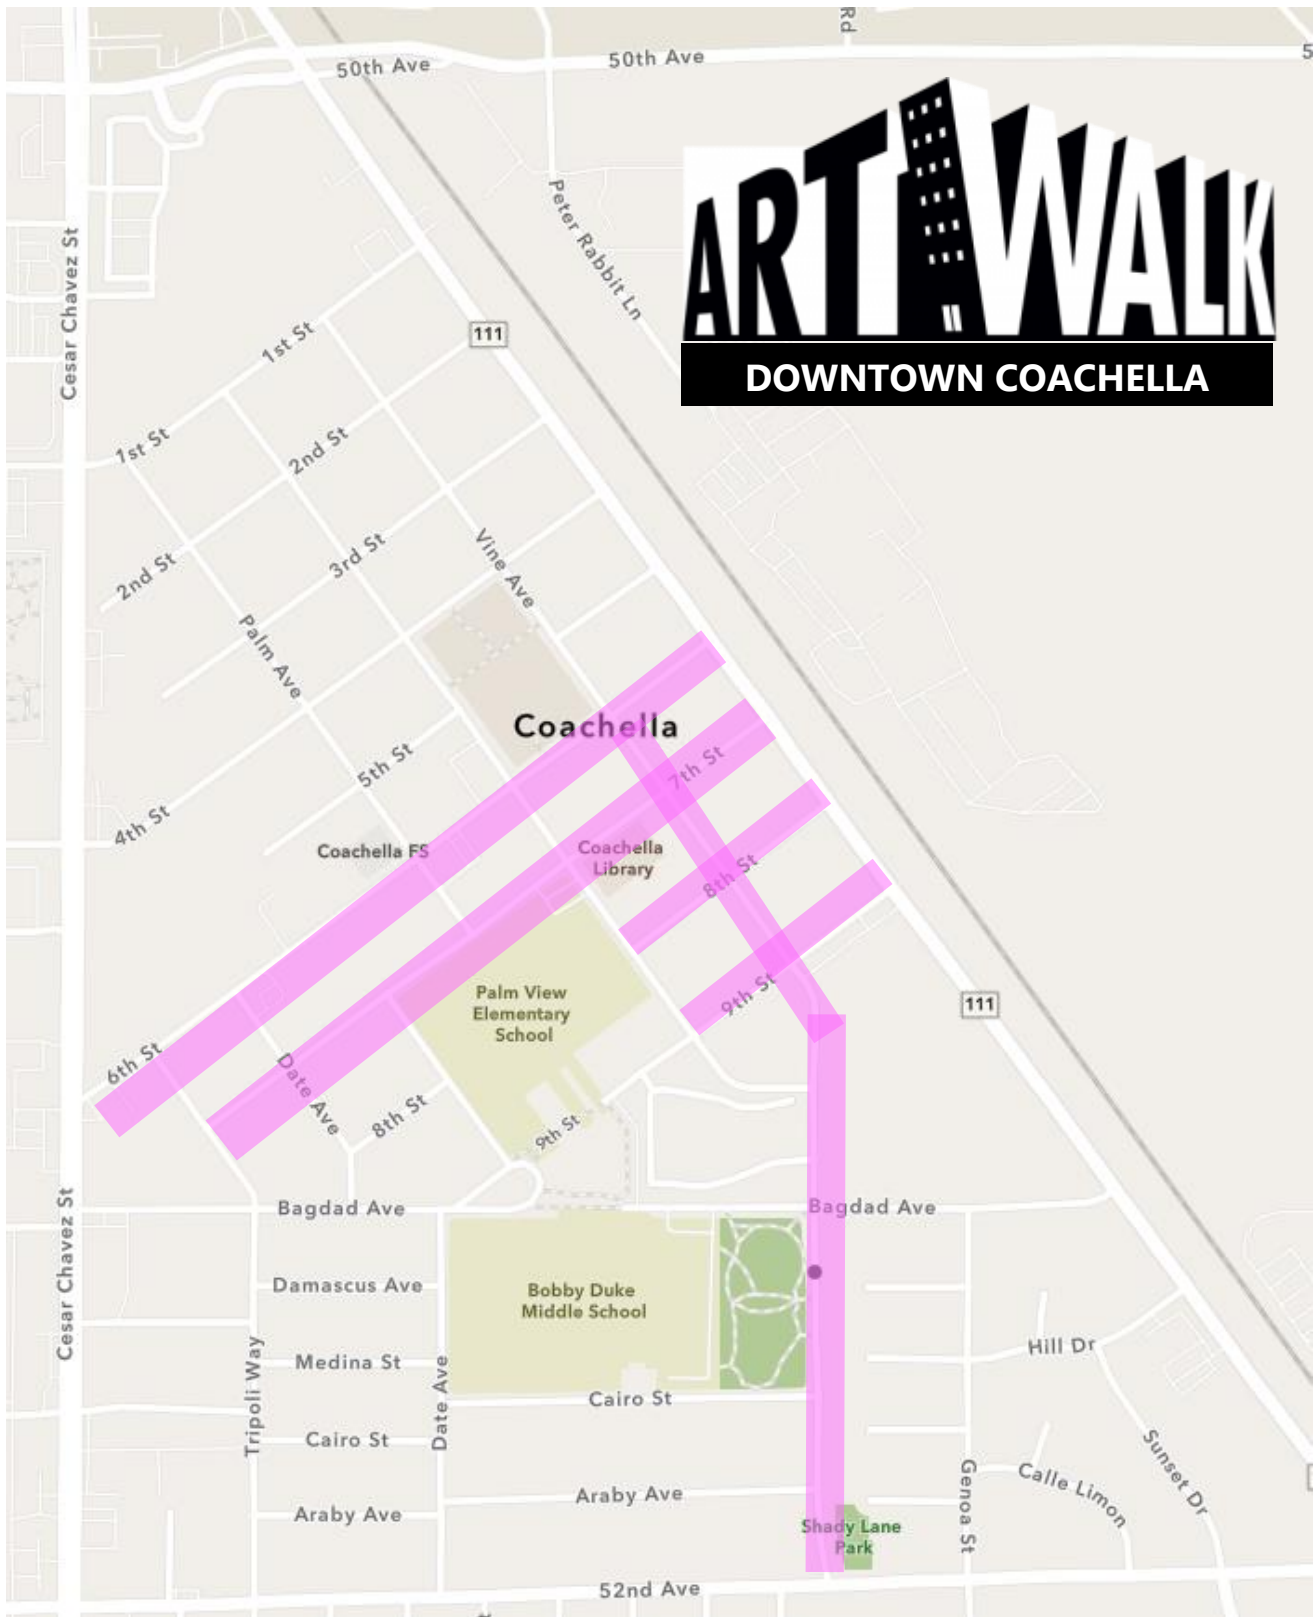 Rd
50th Ave
50th Ave
5
ART WALK
DOWNTOWN COACHELLA
Peter Rabbit Ln
Cesar Chavez St
111
1st St
1st St
2nd St
2nd St
3rd St
Vine Ave
Palm Ave
Coachella
5th St
7th St
4th St
Coachella FS
Coachella
Library
8th St
Palm View
Elementary
School
9th St
111
6th St
Date Ave
8th St
9th St
Bagdad Ave
Bagdad Ave
Cesar Chavez St
Damascus Ave
Bobby Duke
Middle School
Medina St
Hill Dr
Tripoli Way
Date Ave
Cairo St
Cairo St
Sunset Dr
Genoa St
Calle Limon
Araby Ave
Araby Ave
Shady Lane
Park
52nd Ave